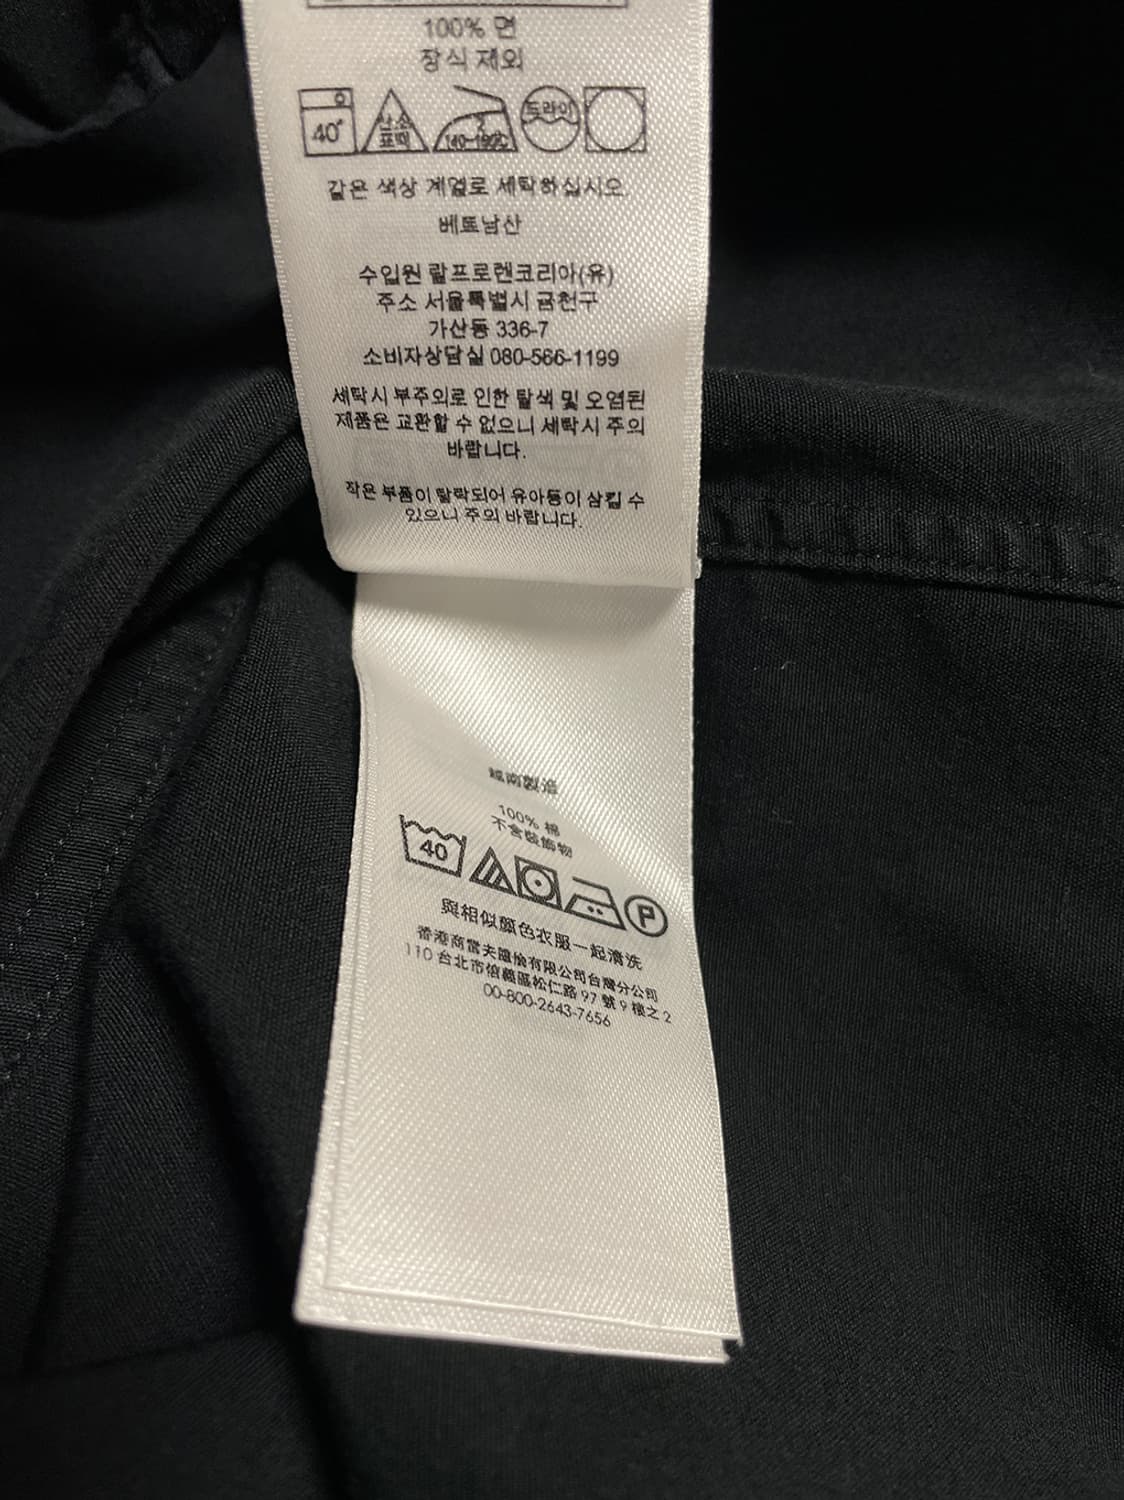 100% 면
장식 제외
40°
산소
표백
2
140~160℃
드라이
같은 색상 계열로 세탁하십시오
베트남산
수입원 랄프로렌코리아(유)
주소 서울특별시 금천구
가산동 336-7
소비자상담실 080-566-1199
세탁시 부주의로 인한 탈색 및 오염된
제품은 교환할 수 없으니 세탁시 주의
바랍니다.
작은 부품이 탈락되어 유아등이 삼킬 수
있으니 주의 바랍니다.
越南製造
100% 棉
不含裝飾物
40
P
與相似顏色衣服一起清洗
香港商
有限公司台灣分公司
110 台北市信義區松仁路 97 號 9 樓之 2
00-800-2643-7656